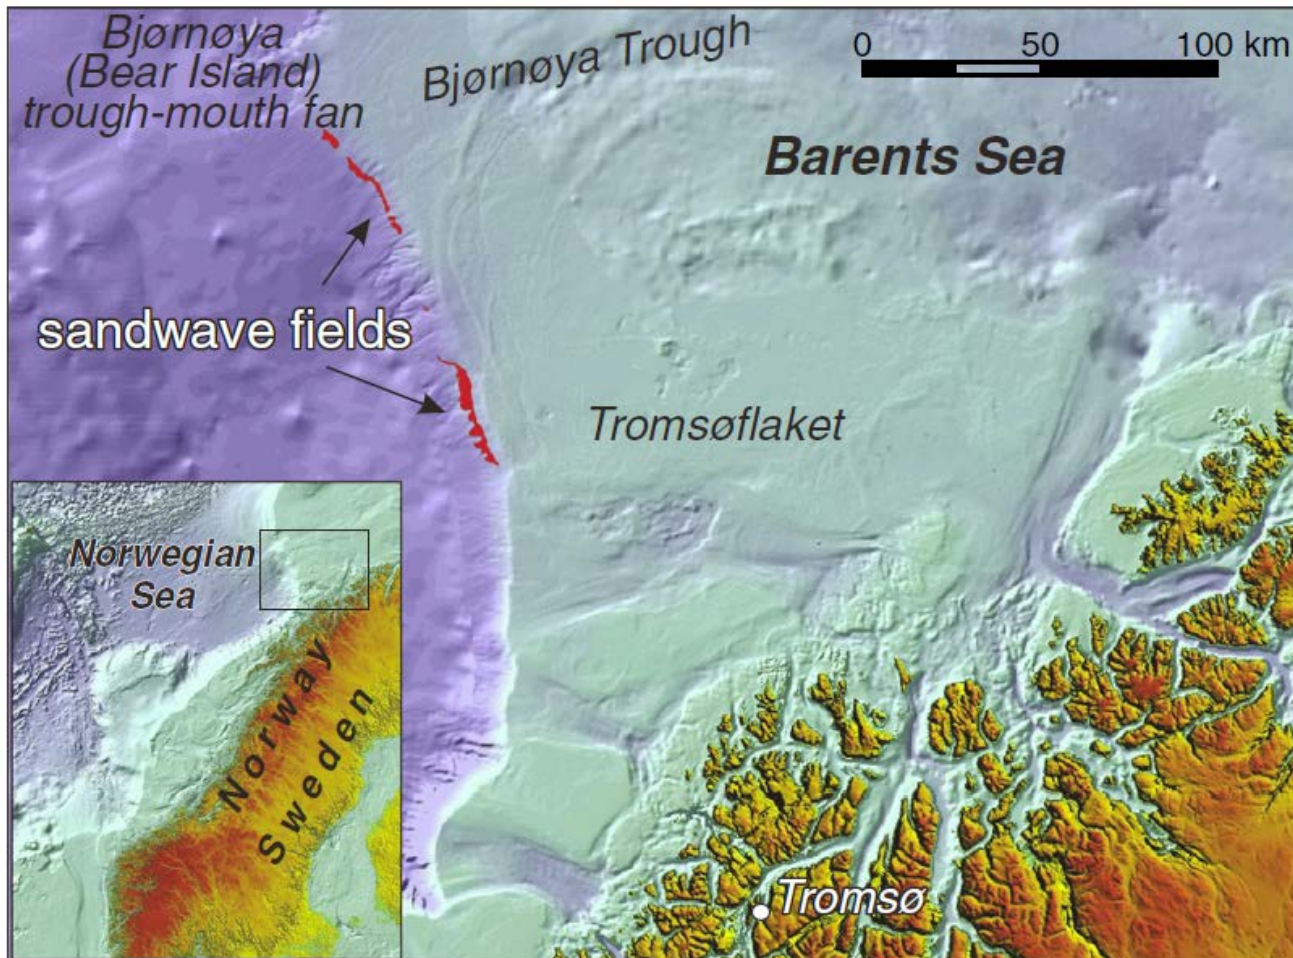 Bjørnøya
(Bear Island)
trough-mouth fan
Bjørnøya Trough
0 50 100 km
Barents Sea
sandwave fields
Tromsøflaket
Norwegian
Sea
Norway
Sweden
Tromsø